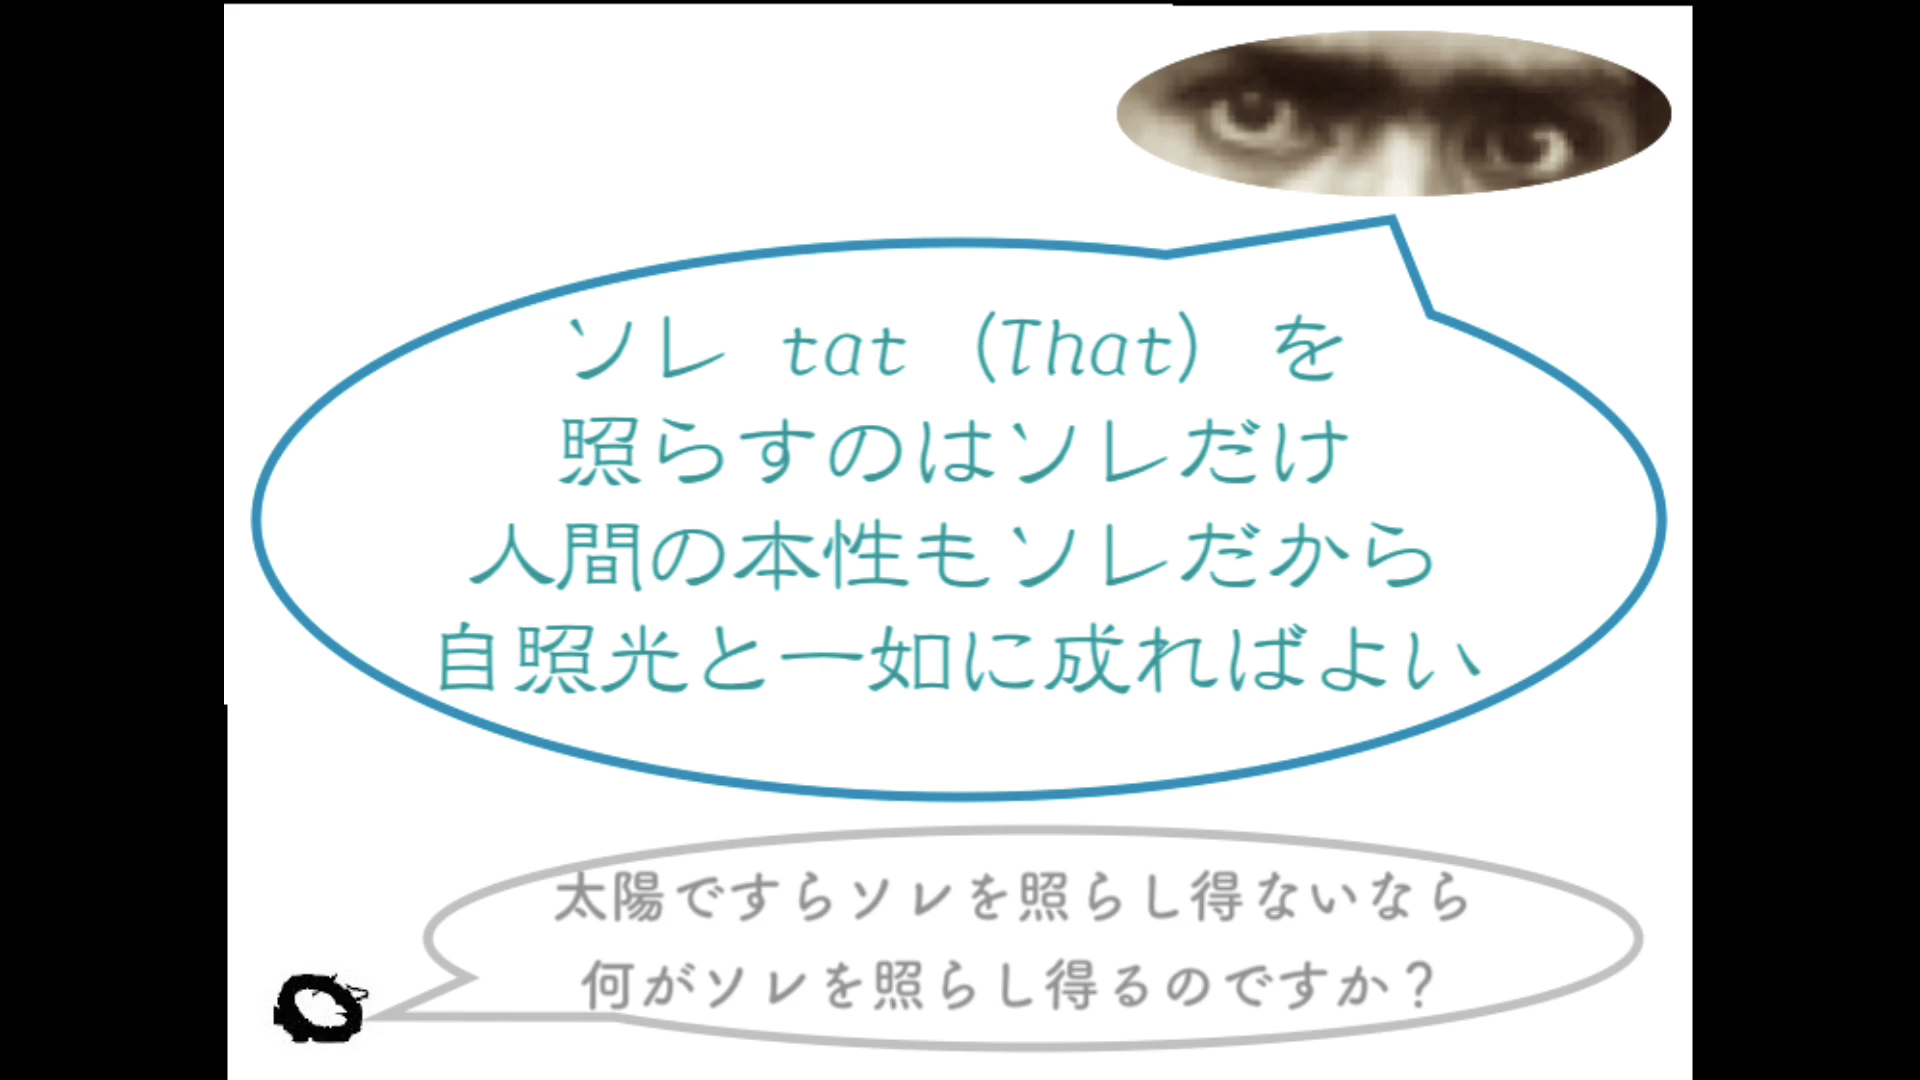 ソレ tat (That) を
照らすのはソレだけ
人間の本性もソレだから
自照光と一如に成ればよい
太陽ですらソレを照らし得ないなら
何がソレを照らし得るのですか？